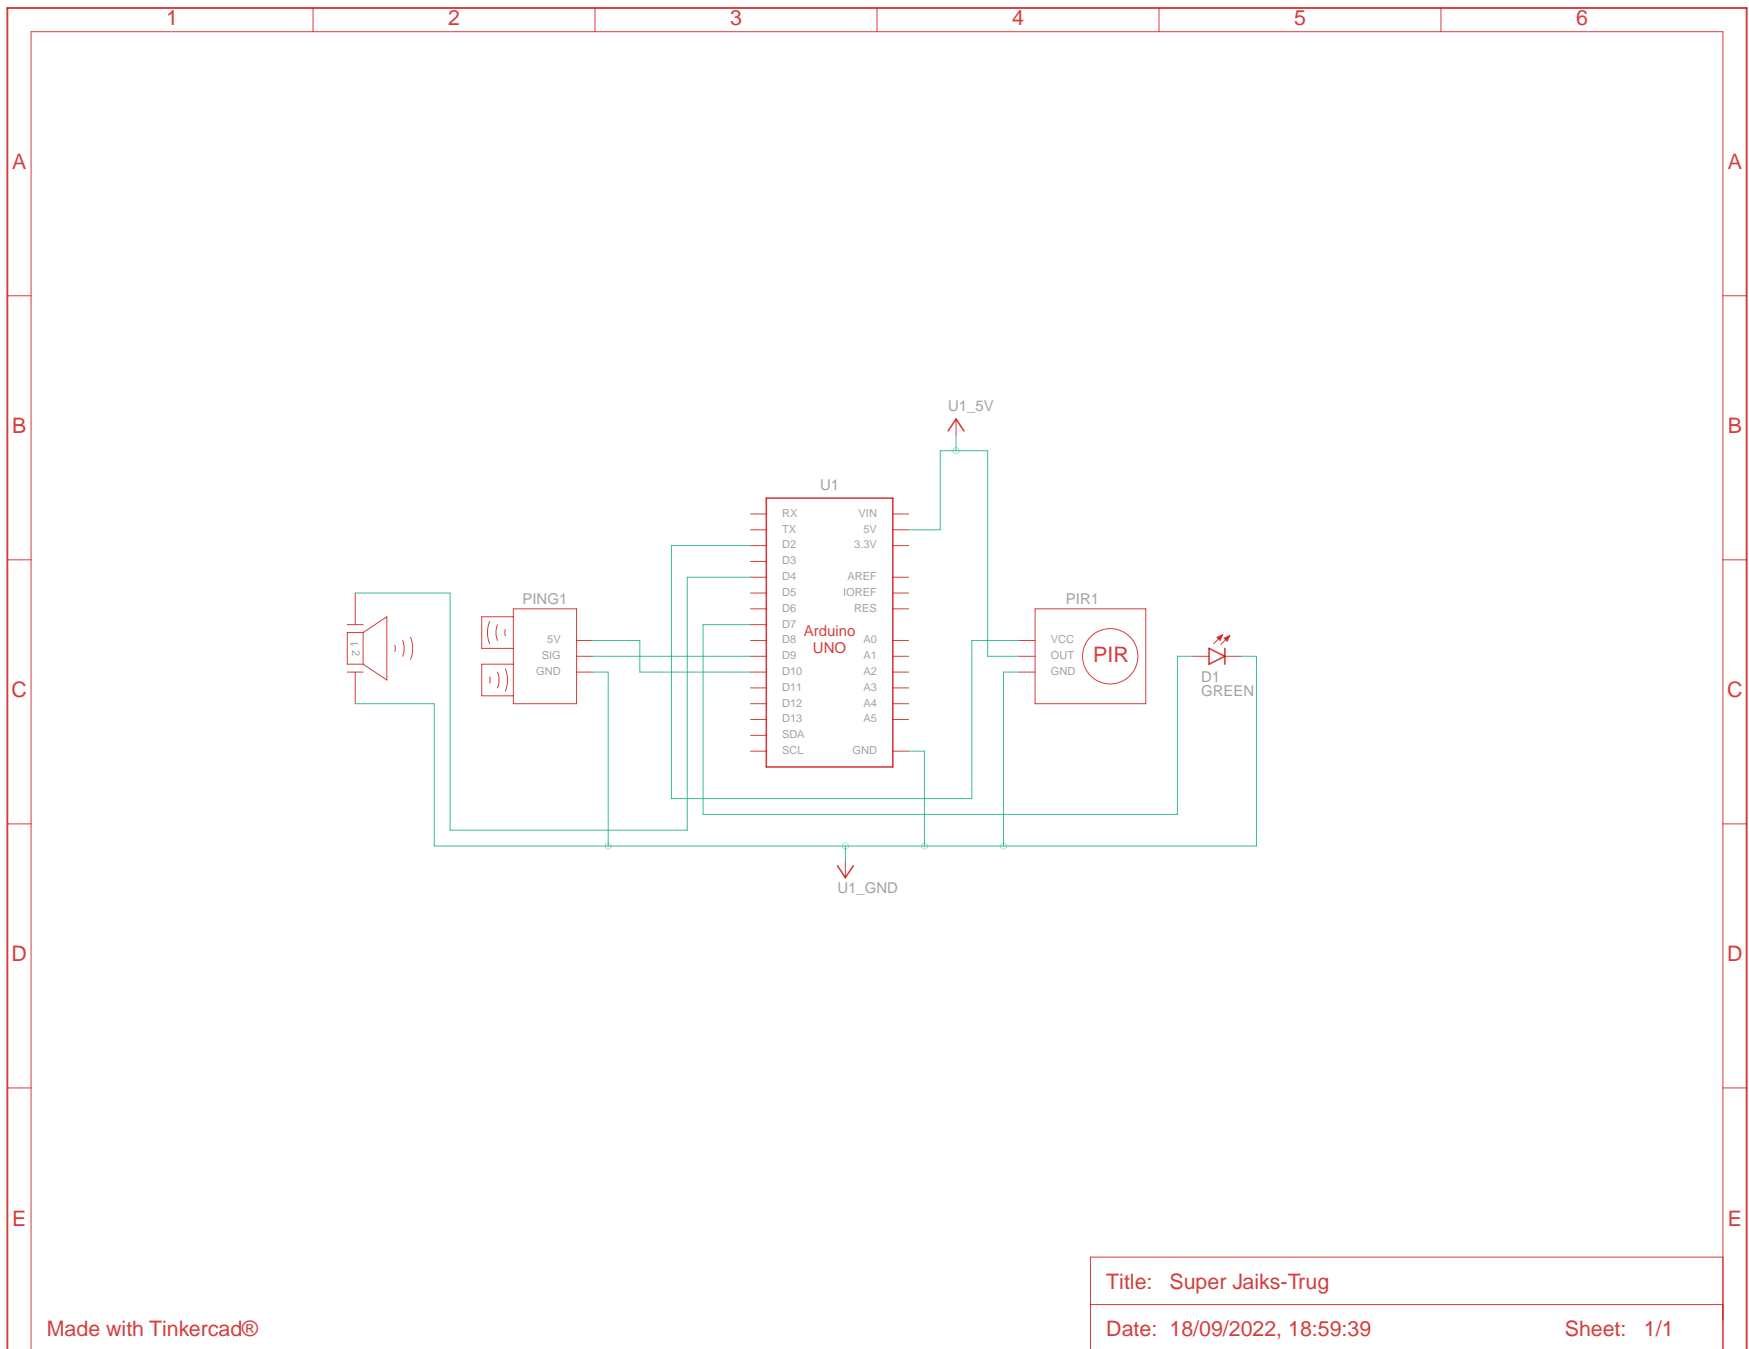 1 2 3 4 5 6
A A
B B
U1_5V
U1
RX VIN
TX 5V
D2 3.3V
D3
D4 AREF
D5 IOREF
D6 RES
D7
D8 A0
D9 A1
D10 A2
D11 A3
D12 A4
D13 A5
SDA
SCL GND
Arduino
UNO
1 2
PING1
5V
SIG
GND
PIR1
VCC
OUT
GND
PIR
D1
GREEN
C C
U1_GND
D D
E E
Title: Super Jaiks-Trug
Made with Tinkercad®
Date: 18/09/2022, 18:59:39 Sheet: 1/1